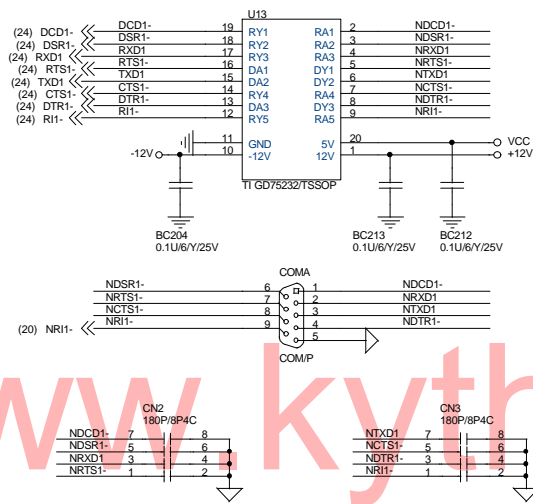 U13
(24) DCD1- DCD1- 19 RY1 RA1 2 NDCD1-
(24) DSR1- DSR1- 18 RY2 RA2 3 NDSR1-
(24) RXD1 RXD1 17 RY3 RA3 4 NRXD1
(24) RTS1- RTS1- 16 DA1 DY1 5 NRTS1-
(24) TXD1 TXD1 15 DA2 DY2 6 NTXD1
(24) CTS1- CTS1- 14 RY4 RA4 7 NCTS1-
(24) DTR1- DTR1- 13 DA3 DY3 8 NDTR1-
(24) RI1- RI1- 12 RY5 RA5 9 NRI1-
11 GND 5V 20 VCC
-12V 10 -12V 12V 1 +12V
TI GD75232/TSSOP
BC204 BC213 BC212
0.1U/6/Y/25V 0.1U/6/Y/25V 0.1U/6/Y/25V
COMA
NDSR1- 6 1 NDCD1-
NRTS1- 7 2 NRXD1
NCTS1- 8 3 NTXD1
(20) NRI1- NRI1- 9 4 NDTR1-
5
COM/P
ww.kyth
CN2 CN3
180P/8P4C 180P/8P4C
NDCD1- 7 8 NTXD1 7 8
NDSR1- 5 6 NCTS1- 5 6
NRXD1 3 4 NDTR1- 3 4
NRTS1- 1 2 NRI1- 1 2